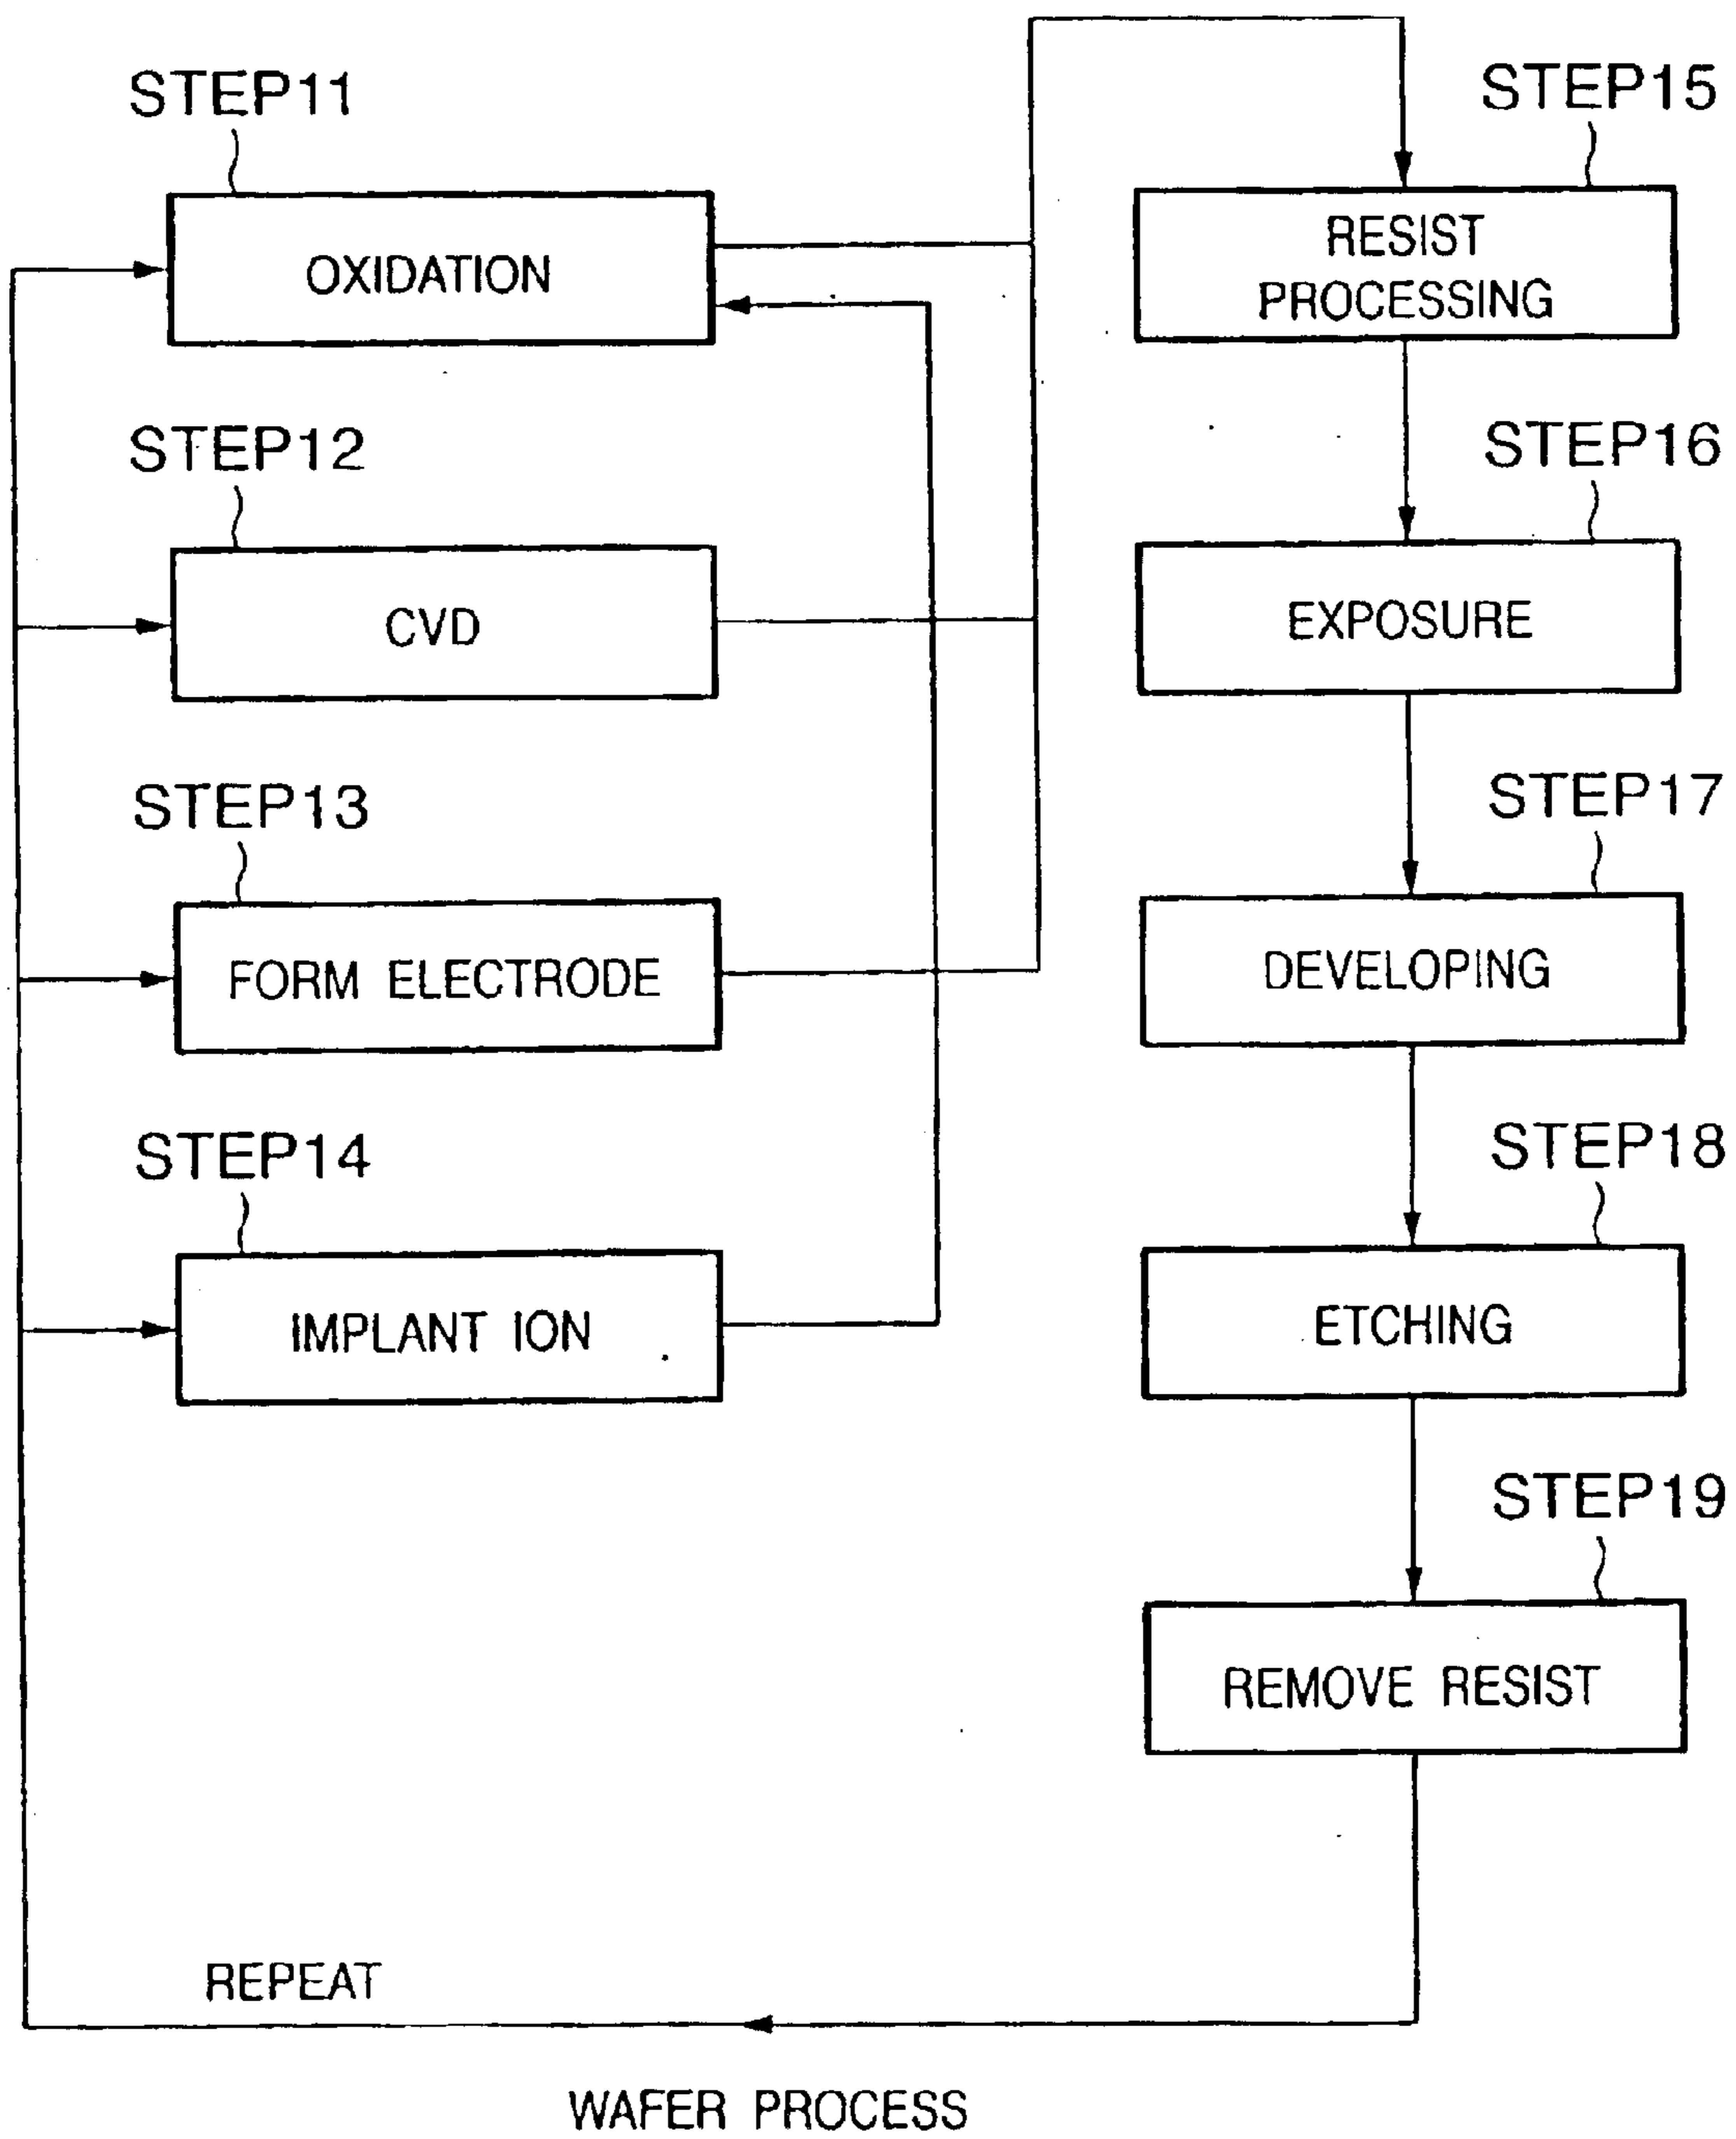 STEP11
OXIDATION
STEP12
CVD
STEP13
FORM ELECTRODE
STEP14
IMPLANT ION
STEP15
RESIST
PROCESSING
STEP16
EXPOSURE
STEP17
DEVELOPING
STEP18
ETCHING
STEP19
REMOVE RESIST
REPEAT
WAFER PROCESS